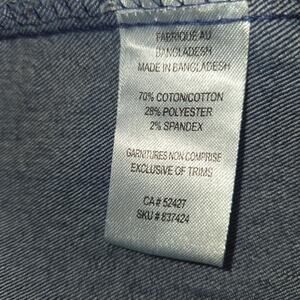 FABRIQUÉ AU
BANGLADESH
MADE IN BANGLADESH
70% COTON/COTTON
28% POLYESTER
2% SPANDEX
GARNITURES NON COMPRISE
EXCLUSIVE OF TRIMS
CA# 52427
SKU # 837424